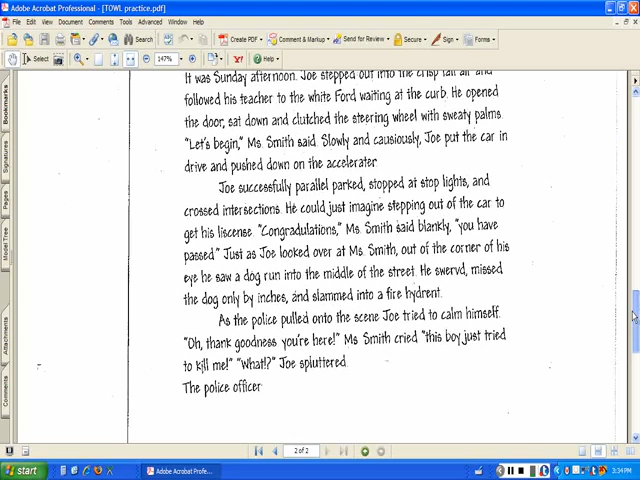 Adobe Acrobat Professional - [TOWL practice.pdf]
File Edit View Document Comments Tools Advanced Window Help
Search Create PDF Comment & Markup Send for Review Secure Sign Forms
Select 147% Help
Bookmarks
Signatures
Pages
Model Tree
Attachments
Comments
It was Sunday afternoon. Joe stepped out into the crisp fall air and
followed his teacher to the white Ford waiting at the curb. He opened
the door, sat down and clutched the steering wheel with sweaty palms.
"Let's begin," Ms. Smith said. Slowly and causiously, Joe put the car in
drive and pushed down on the accelerater
Joe successfully parallel parked, stopped at stop lights, and
crossed intersections. He could just imagine stepping out of the car to
get his liscense. "Congradulations," Ms. Smith said blankly, "you have
passed." Just as Joe looked over at Ms. Smith, out of the corner of his
eye he saw a dog run into the middle of the street. He swervd, missed
the dog only by inches, and slammed into a fire hydrent.
As the police pulled onto the scene Joe tried to calm himself.
"Oh, thank goodness you're here!" Ms. Smith cried "this boy just tried
to kill me!" "What!?" Joe spluttered.
The police officer
2 of 2
start Adobe Acrobat Profe... 3:34 PM